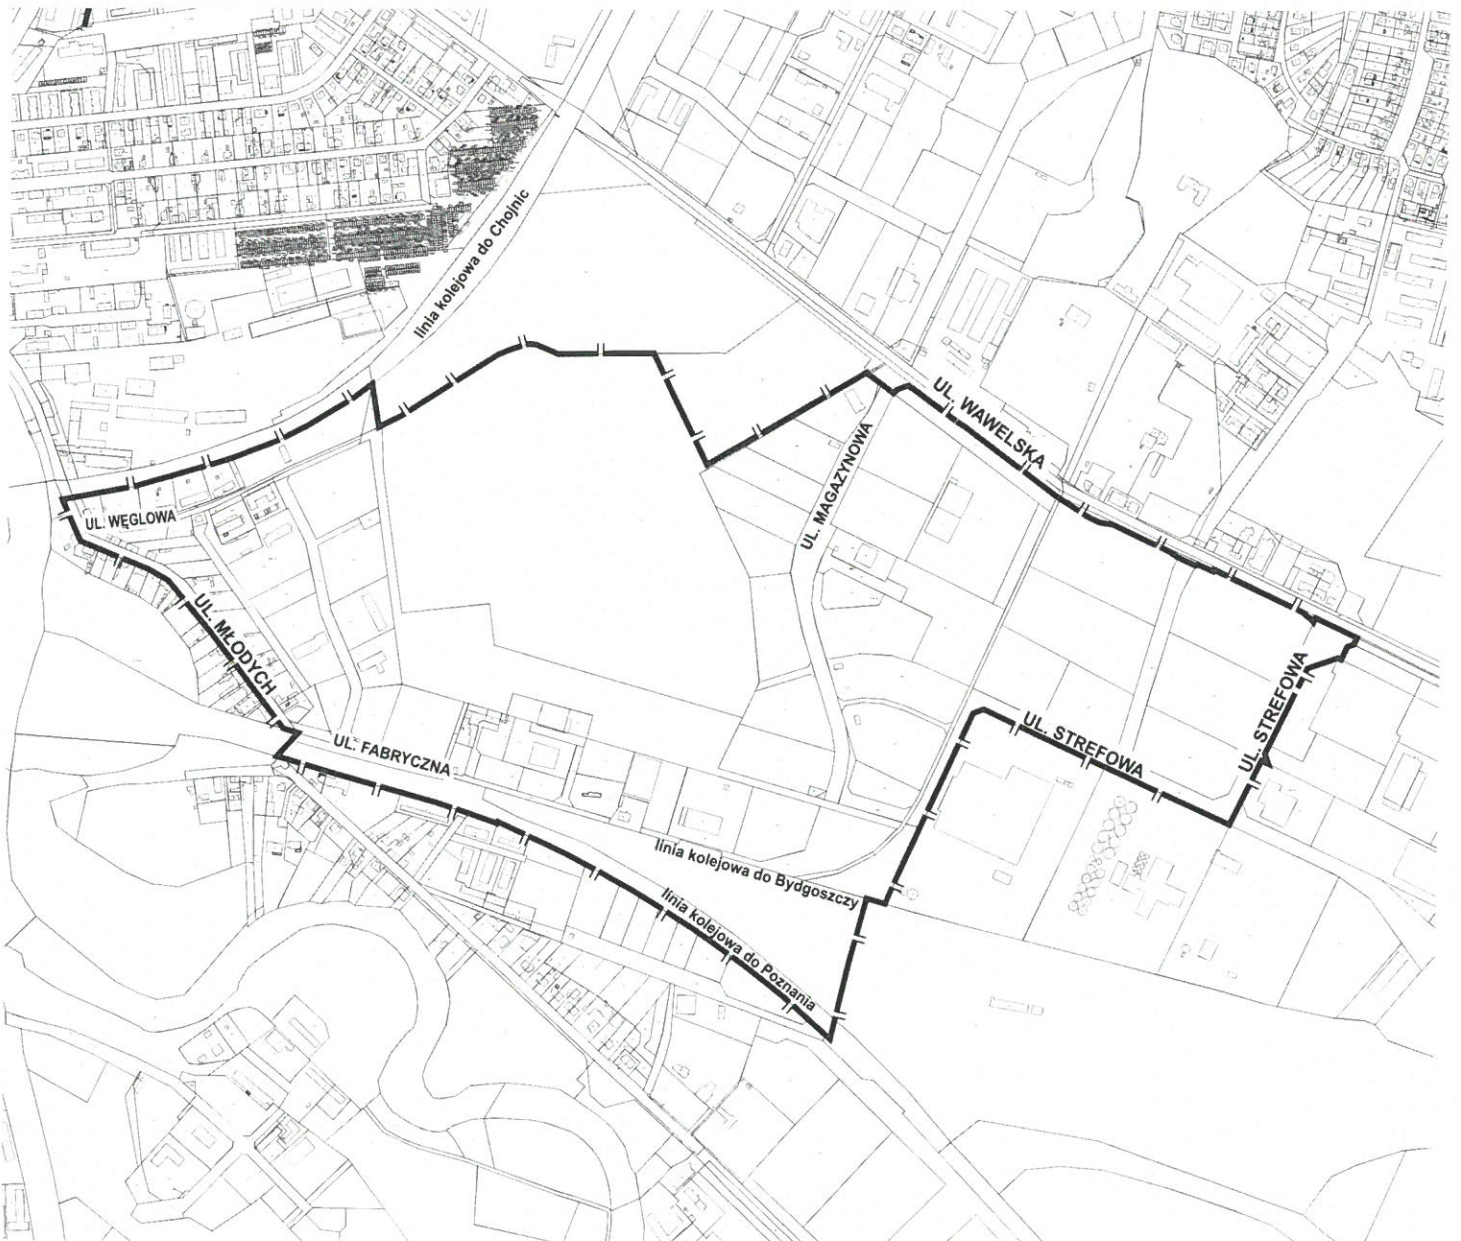 linia kolejowa do Chojnic
UL. WAWELSKA
UL. MAGAZYNOWA
UL. WĘGLOWA
UL. MŁODYCH
UL. STREFOWA
UL. STREFOWA
UL. FABRYCZNA
linia kolejowa do Bydgoszczy
linia kolejowa do Poznania